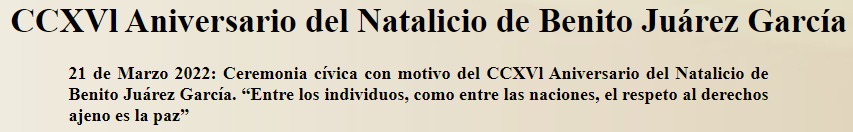 CCXVl Aniversario del Natalicio de Benito Juárez García
21 de Marzo 2022: Ceremonia cívica con motivo del CCXVl Aniversario del Natalicio de
Benito Juárez García. “Entre los individuos, como entre las naciones, el respeto al derechos
ajeno es la paz”